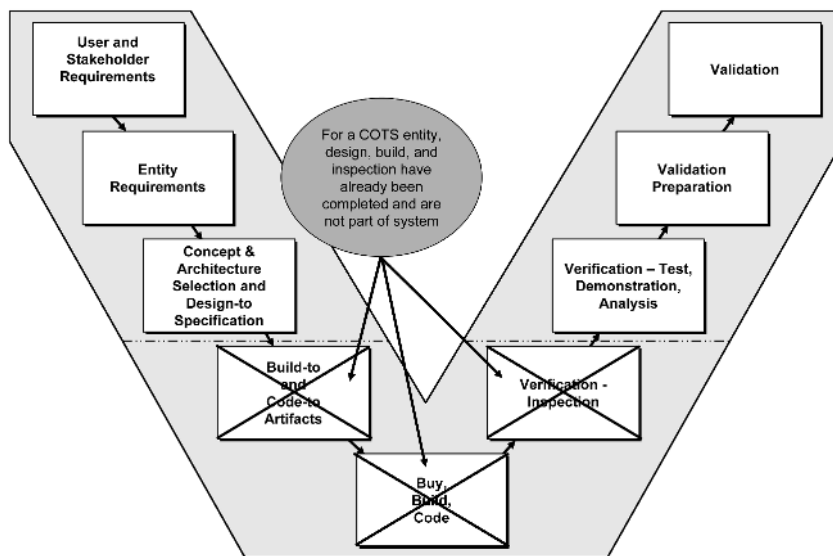 User and
Stakeholder
Requirements
Entity
Requirements
Concept &
Architecture
Selection and
Design-to
Specification
Build-to
and
Code-to
Artifacts
Buy,
Build,
Code
For a COTS entity,
design, build, and
inspection have
already been
completed and are
not part of system
Verification -
Inspection
Verification – Test,
Demonstration,
Analysis
Validation
Preparation
Validation